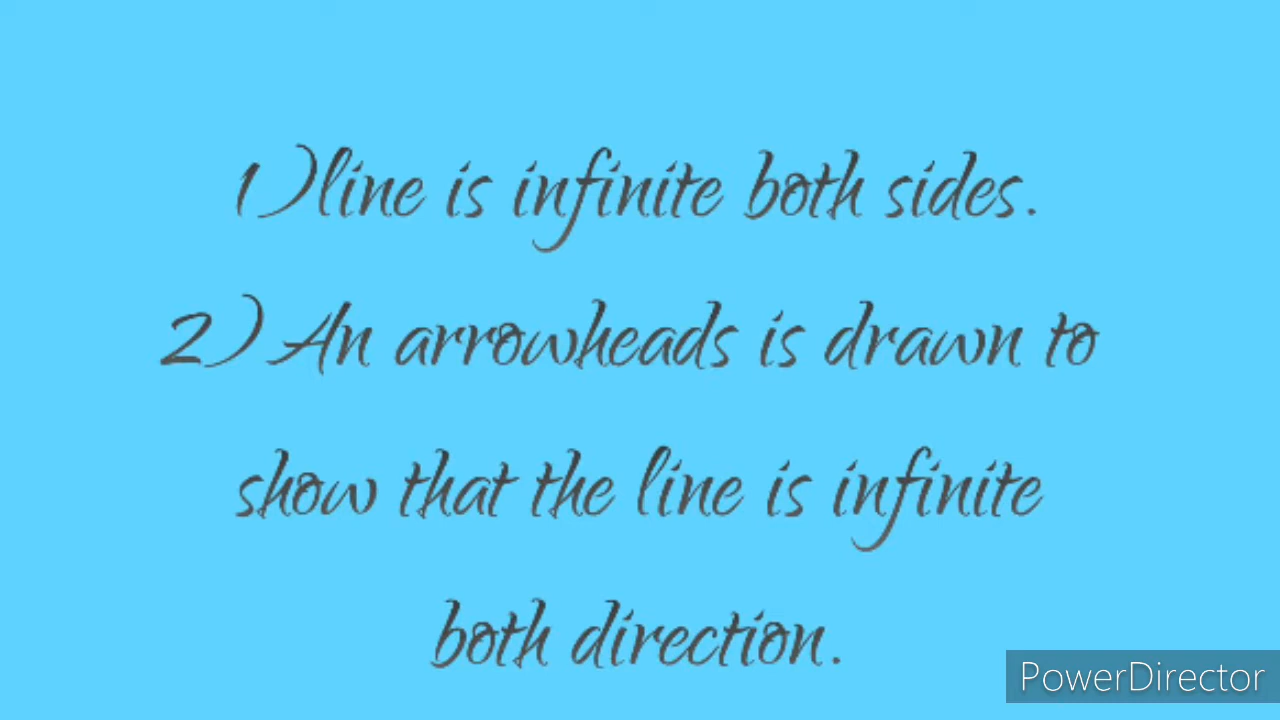 1)line is infinite both sides.
2)An arrowheads is drawn to
show that the line is infinite
both direction.
PowerDirector